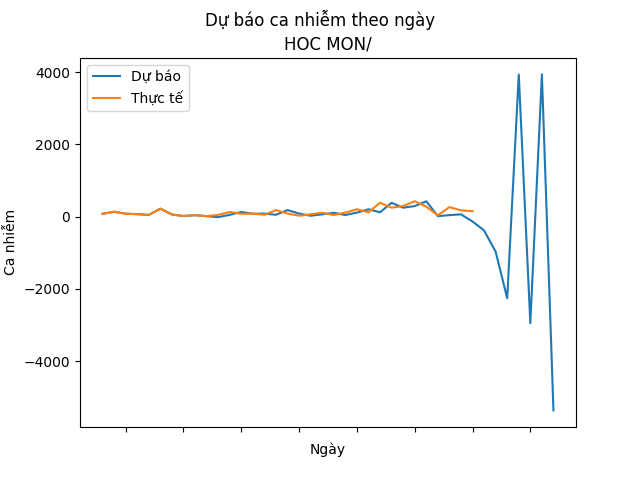 Dự báo ca nhiễm theo ngày
HOC MON/
Dự báo
Thực tế
4000
2000
0
−2000
−4000
Ca nhiễm
Ngày